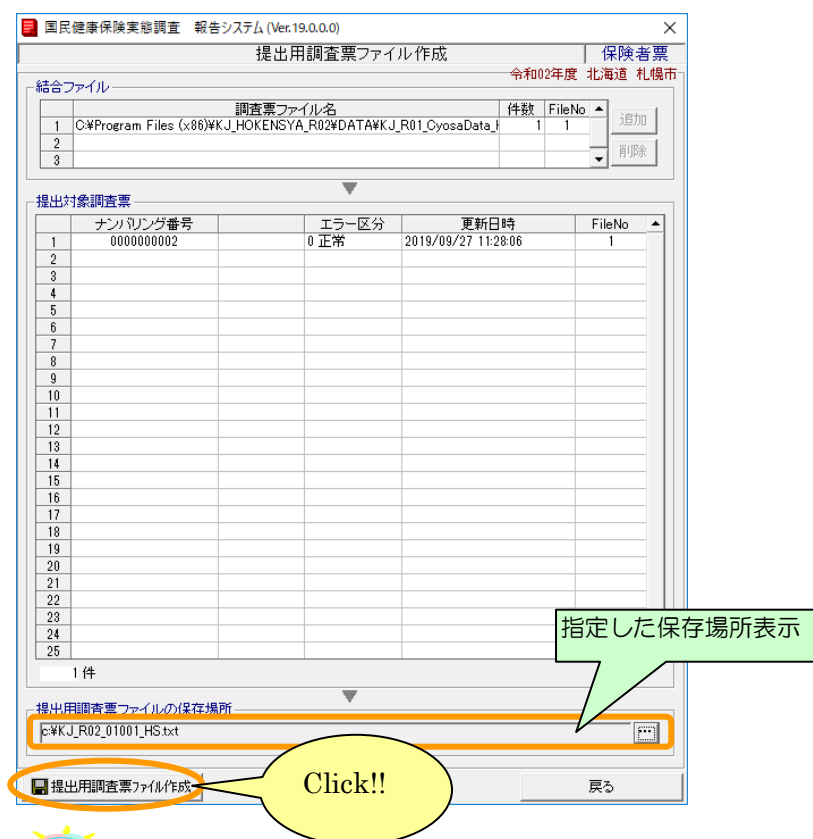 国民健康保険実態調査 報告システム (Ver.19.0.0.0)
提出用調査票ファイル作成 保険者票
令和02年度 北海道 札幌市
結合ファイル
調査票ファイル名 件数 FileNo
1 C:¥Program Files (x86)¥KJ_HOKENSYA_R02¥DATA¥KJ_R01_CyosaData_H 1 1
追加
2
削除
3
提出対象調査票
ナンバリング番号 エラー区分 更新日時 FileNo
1 0000000002 0 正常 2019/09/27 11:28:06 1
2
3
4
5
6
7
8
9
10
11
12
13
14
15
16
17
18
19
20
21
22
23
24
25
指定した保存場所表示
1 件
提出用調査票ファイルの保存場所
c:¥KJ_R02_01001_HS.txt
...
提出用調査票ファイル作成
Click!!
戻る